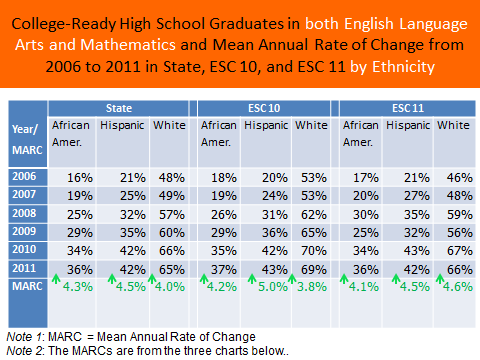 College-Ready High School Graduates in both English Language
Arts and Mathematics and Mean Annual Rate of Change from
2006 to 2011 in State, ESC 10, and ESC 11 by Ethnicity
State ESC 10 ESC 11
Year/ MARC African Amer. Hispanic White African Amer. Hispanic White African Amer. Hispanic White
2006 16% 21% 48% 18% 20% 53% 17% 21% 46%
2007 19% 25% 49% 19% 24% 53% 20% 27% 48%
2008 25% 32% 57% 26% 31% 62% 30% 35% 59%
2009 29% 35% 60% 29% 36% 65% 25% 32% 56%
2010 34% 42% 66% 35% 42% 70% 34% 43% 67%
2011 36% 42% 65% 37% 43% 69% 36% 42% 66%
MARC 4.3% 4.5% 4.0% 4.2% 5.0% 3.8% 4.1% 4.5% 4.6%
Note 1: MARC = Mean Annual Rate of Change
Note 2: The MARCs are from the three charts below..